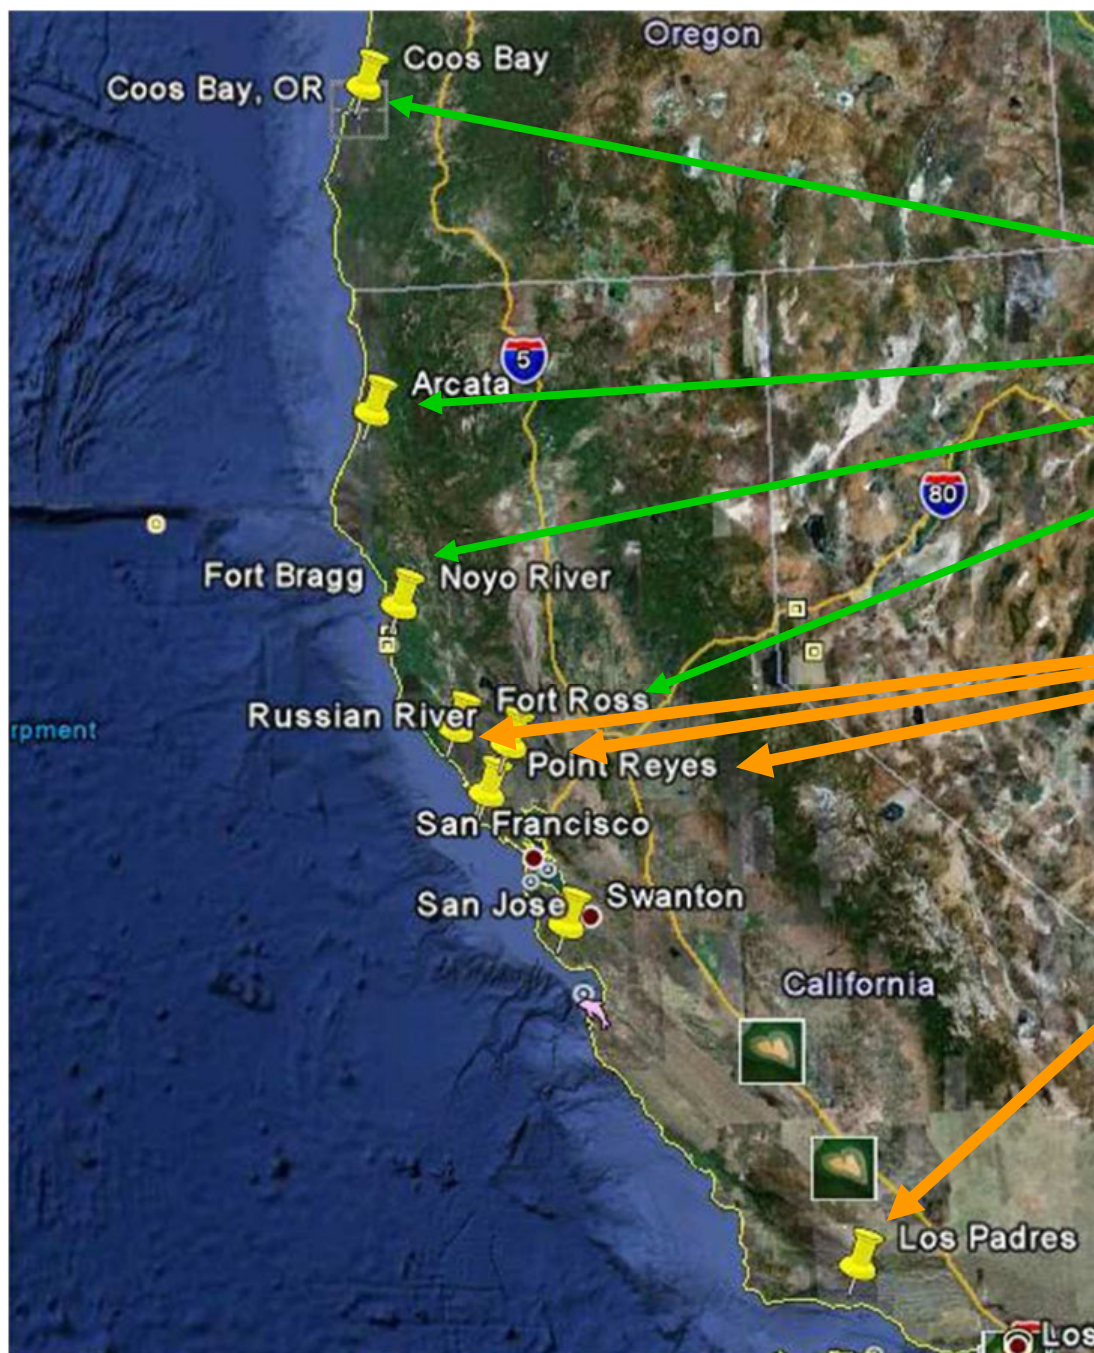 Oregon
Coos Bay
Coos Bay, OR
5
Arcata
80
Fort Bragg
Noyo River
Fort Ross
Russian River
rpment
Point Reyes
San Francisco
Swanton
San Jose
California
Los Padres
Los